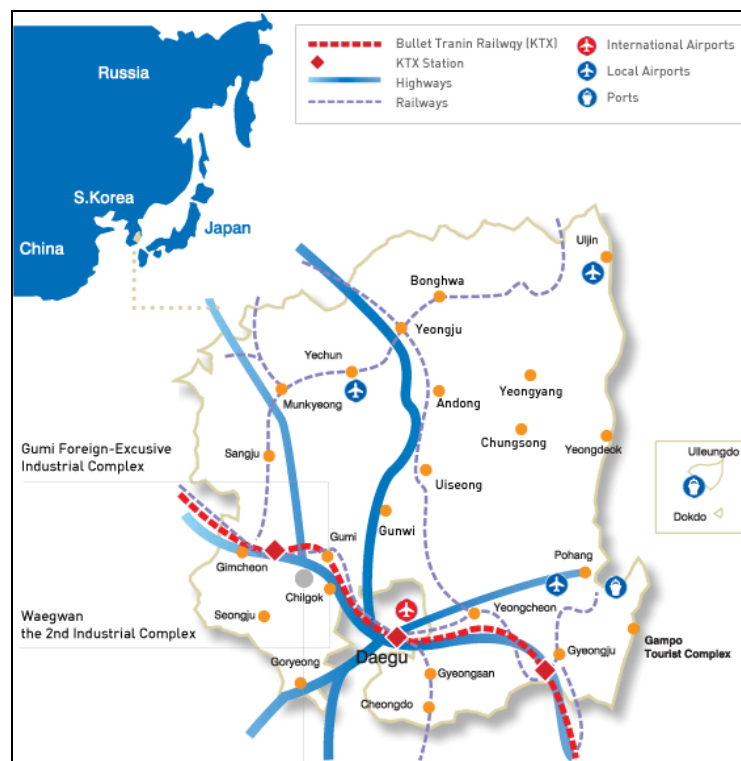 Bullet Tranin Railwqy (KTX)
KTX Station
Highways
Railways
International Airports
Local Airports
Ports
Russia
S.Korea
Japan
China
Uljin
Bonghwa
Yeongju
Yechun
Munkyeong
Andong
Yeongyang
Chungsong
Yeongdeok
Sangju
Gumi Foreign-Excusive
Industrial Complex
Ulleungdo
Dokdo
Uiseong
Gunwi
Gumi
Gimcheon
Pohang
Chilgok
Seongju
Waegwan
the 2nd Industrial Complex
Yeongcheon
Gampo
Tourist Complex
Gyeongju
Daegu
Goryeong
Gyeongsan
Cheongdo